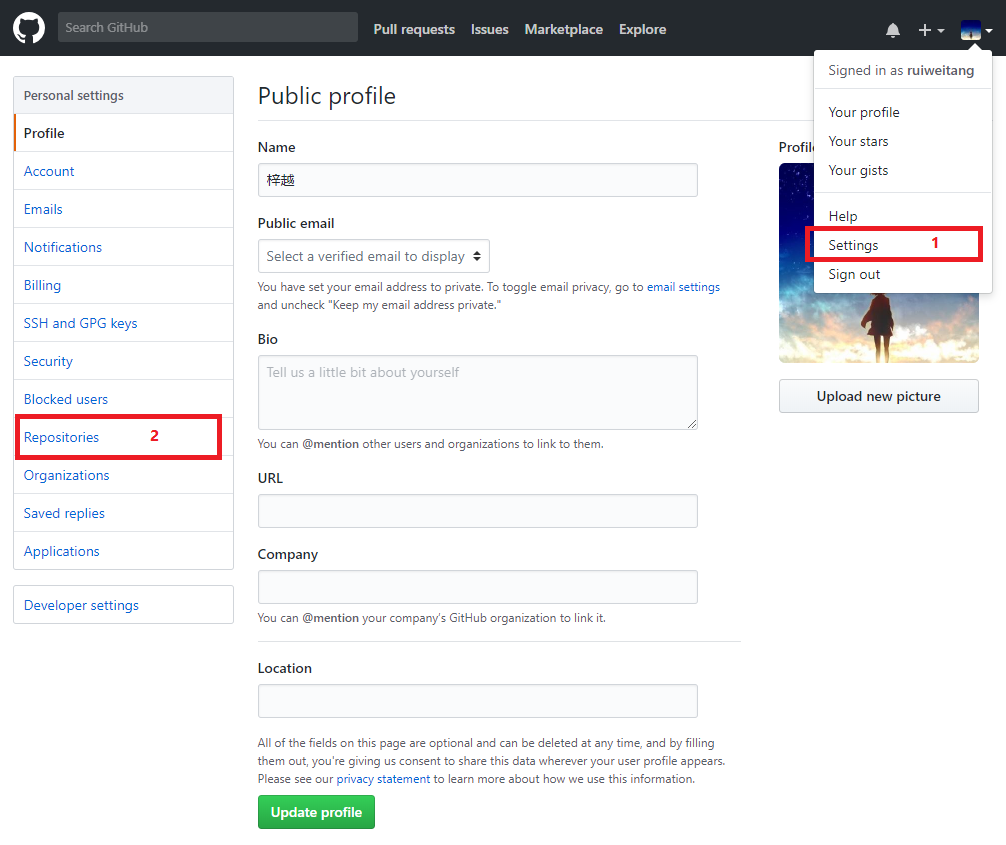 Search GitHub
Pull requests
Issues
Marketplace
Explore
Signed in as ruiweitang
Your profile
Your stars
Your gists
Help
Settings 1
Sign out
Personal settings
Profile
Account
Emails
Notifications
Billing
SSH and GPG keys
Security
Blocked users
Repositories 2
Organizations
Saved replies
Applications
Developer settings
Public profile
Name
梓越
Public email
Select a verified email to display
You have set your email address to private. To toggle email privacy, go to email settings
and uncheck "Keep my email address private."
Bio
Tell us a little bit about yourself
You can @mention other users and organizations to link to them.
URL
Company
You can @mention your company's GitHub organization to link it.
Location
All of the fields on this page are optional and can be deleted at any time, and by filling
them out, you're giving us consent to share this data wherever your user profile appears.
Please see our privacy statement to learn more about how we use this information.
Update profile
Profile
Upload new picture